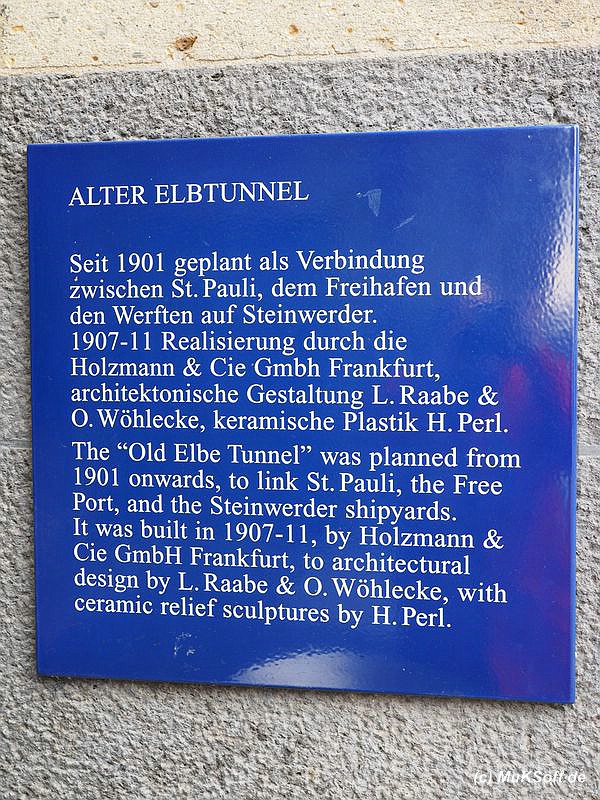 ALTER ELBTUNNEL
Seit 1901 geplant als Verbindung
zwischen St. Pauli, dem Freihafen und
den Werften auf Steinwerder.
1907-11 Realisierung durch die
Holzmann & Cie Gmbh Frankfurt,
architektonische Gestaltung L. Raabe &
O. Wöhlecke, keramische Plastik H. Perl.
The “Old Elbe Tunnel” was planned from
1901 onwards, to link St. Pauli, the Free
Port, and the Steinwerder shipyards.
It was built in 1907-11, by Holzmann &
Cie GmbH Frankfurt, to architectural
design by L. Raabe & O. Wöhlecke, with
ceramic relief sculptures by H. Perl.
(c) MuKSoft.de